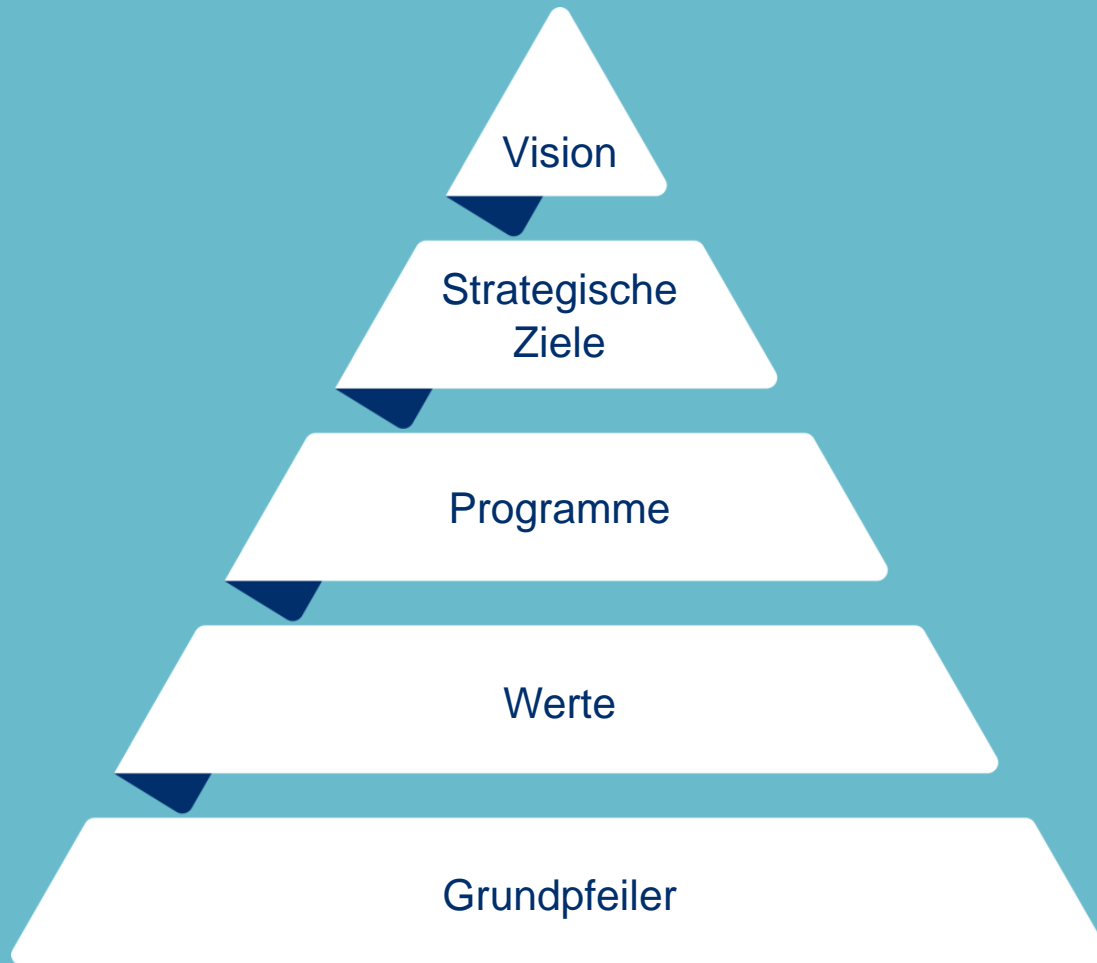 Vision
Strategische
Ziele
Programme
Werte
Grundpfeiler